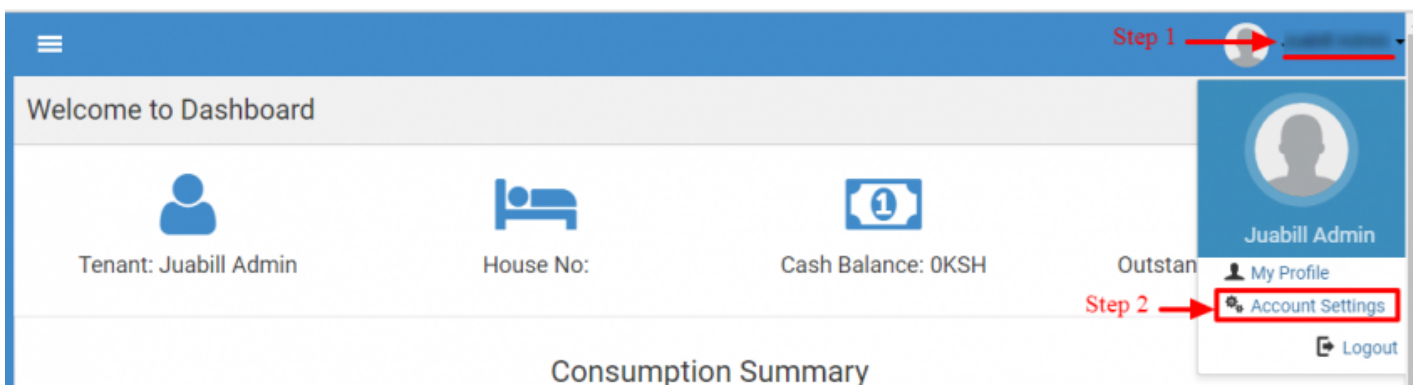 Step 1
Welcome to Dashboard
Juabill Admin
Tenant: Juabill Admin
House No:
Cash Balance: 0KSH
Outstan
My Profile
Step 2
Account Settings
Logout
Consumption Summary